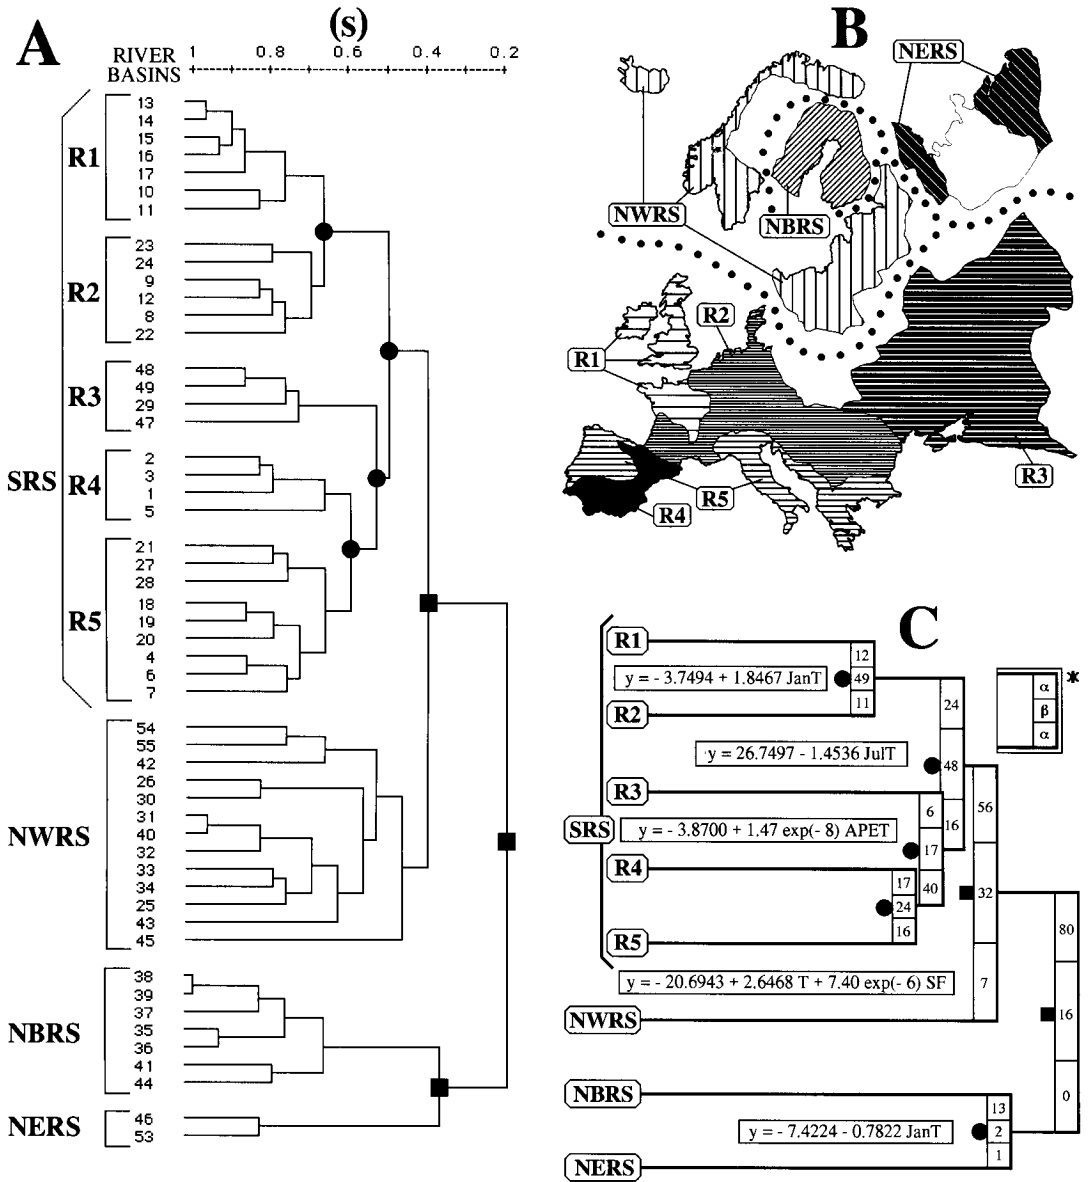 A
(s)
RIVER
BASINS
1 0.8 0.6 0.4 0.2
SRS
R1
13
14
15
16
17
10
11
R2
23
24
9
12
8
22
R3
48
49
29
47
R4
2
3
1
5
R5
21
27
28
18
19
20
4
6
7
NWRS
54
55
42
26
30
31
40
32
33
34
25
43
45
NBRS
38
39
37
35
36
41
44
NERS
46
53
B
NERS
NWRS
NBRS
R2
R1
R5
R4
R3
C
R1
12
y = - 3.7494 + 1.8467 JanT
49
R2
11
24
y = 26.7497 - 1.4536 JulT
48
R3
6
16
56
SRS
y = - 3.8700 + 1.47 exp(- 8) APET
17
R4
17
40
24
32
R5
16
80
y = - 20.6943 + 2.6468 T + 7.40 exp(- 6) SF
7
NWRS
16
NBRS
13
0
y = - 7.4224 - 0.7822 JanT
2
NERS
1
α
β
α
*